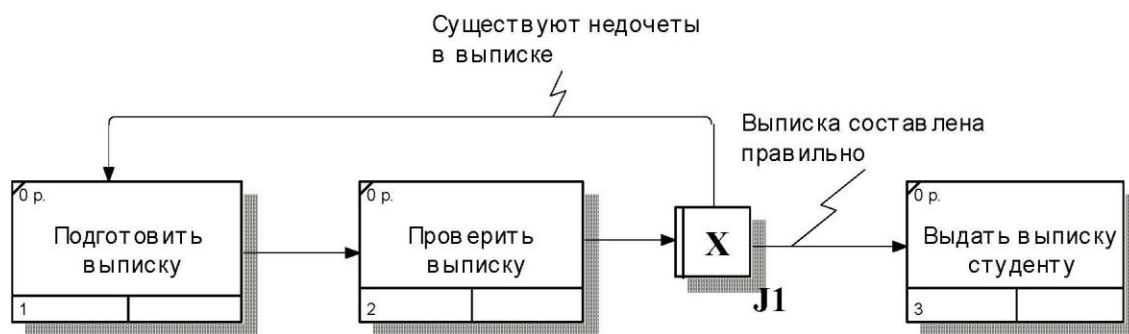 Существуют недочеты
в выписке
Выписка составлена
правильно
0 р.
Подготовить
выписку
1
0 р.
Проверить
выписку
2
X
J1
0 р.
Выдать выписку
студенту
3